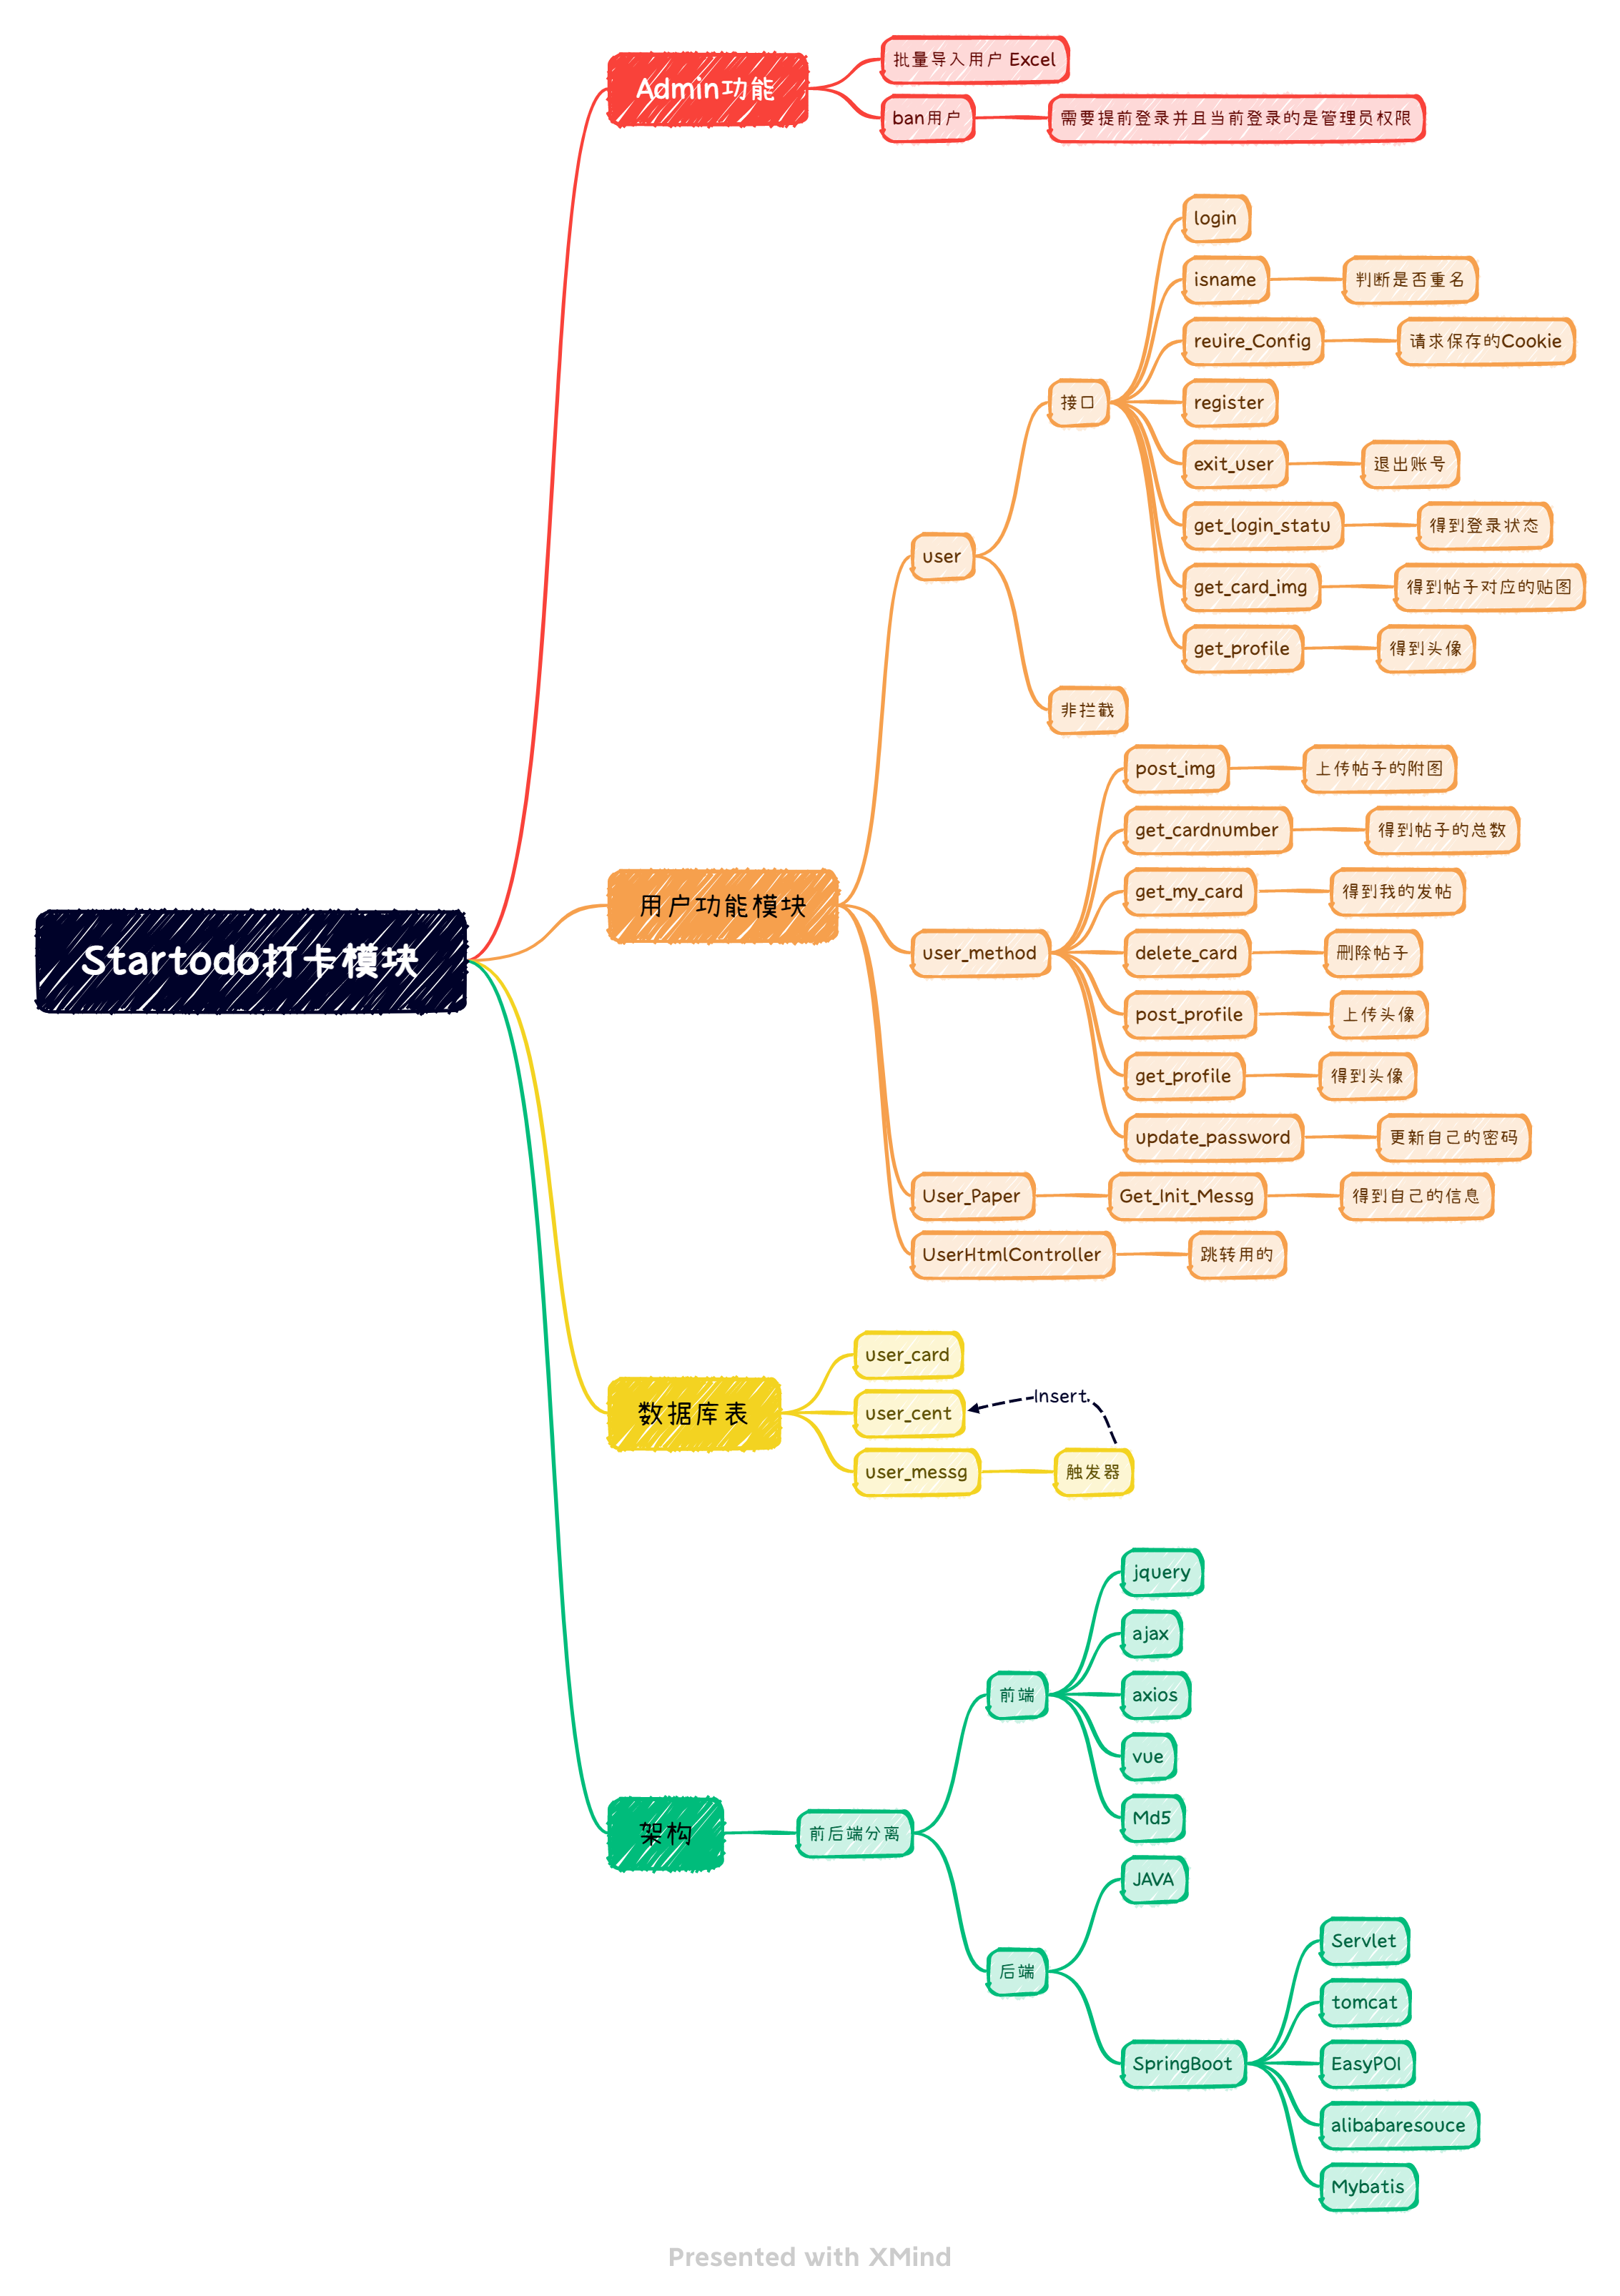 Startodo打卡模块
Admin功能
批量导入用户 Excel
ban用户
需要提前登录并且当前登录的是管理员权限
用户功能模块
user
接口
login
isname
判断是否重名
reuire_Config
请求保存的Cookie
register
exit_user
退出账号
get_login_statu
得到登录状态
get_card_img
得到帖子对应的贴图
get_profile
得到头像
非拦截
user_method
post_img
上传帖子的附图
get_cardnumber
得到帖子的总数
get_my_card
得到我的发帖
delete_card
删除帖子
post_profile
上传头像
get_profile
得到头像
update_password
更新自己的密码
User_Paper
Get_Init_Messg
得到自己的信息
UserHtmlController
跳转用的
数据库表
user_card
user_cent
Insert
user_messg
触发器
架构
前后端分离
前端
jquery
ajax
axios
vue
Md5
后端
JAVA
SpringBoot
Servlet
tomcat
EasyPOI
alibabaresouce
Mybatis
Presented with XMind